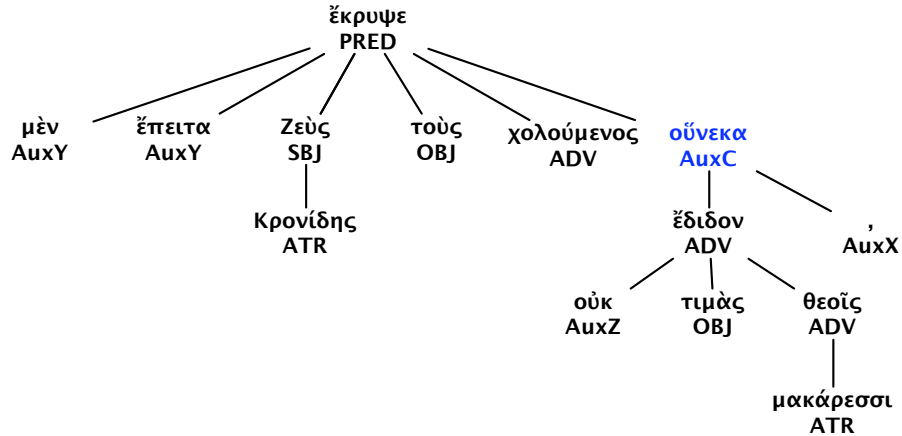 ἔκρυψε
PRED
μὲν ἔπειτα Ζεὺς τοὺς χολούμενος οὕνεκα
AuxY AuxY SBJ OBJ ADV AuxC
Κρονίδης ἔδιδον ,
ATR ADV AuxX
οὐκ τιμὰς θεοῖς
AuxZ OBJ ADV
μακάρεσσι
ATR